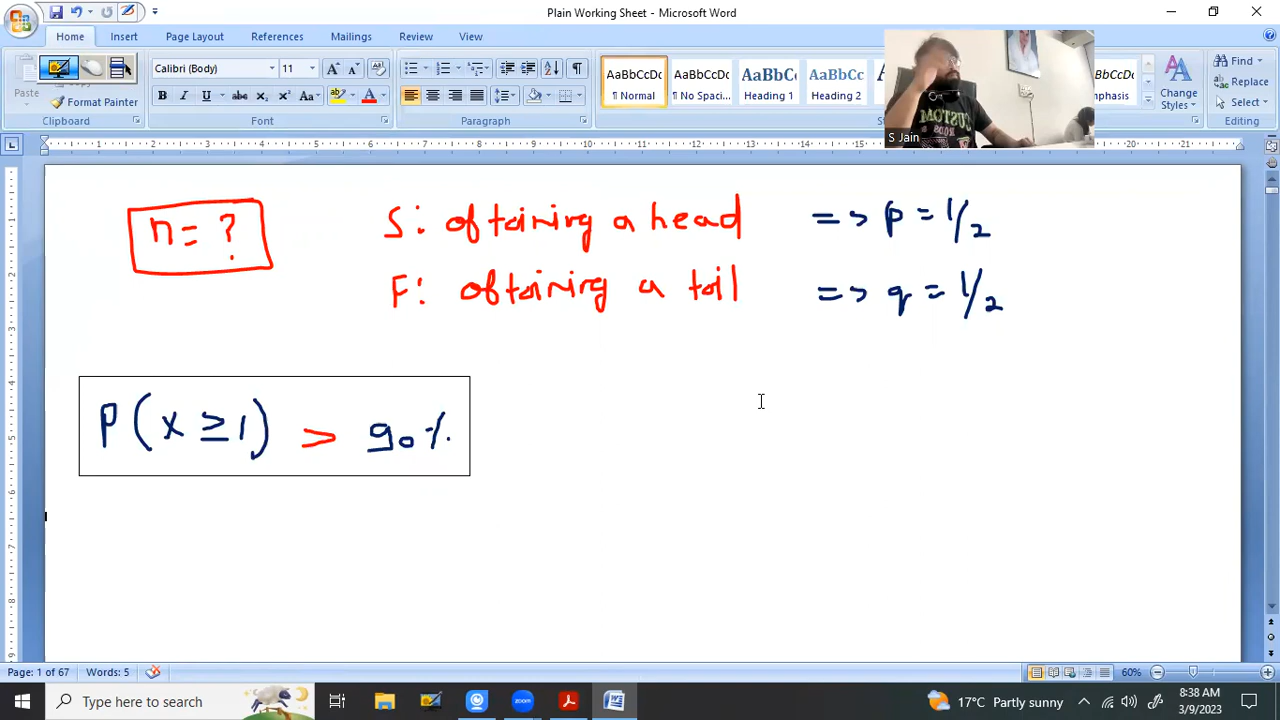 Plain Working Sheet - Microsoft Word
Home Insert Page Layout References Mailings Review View
Paste
Format Painter
Clipboard
Calibri (Body) 11
Font
Paragraph
AaBbCcDc AaBbCcDc AaBbCc AaBbCc
¶ Normal ¶ No Spaci... Heading 1 Heading 2
AaBbCcDc
mphasis
Change Styles
Find
Replace
Select
Editing
S Jain
n = ?
S: obtaining a head => p = 1/2
F: obtaining a tail => q = 1/2
P(x ≥ 1) > 90%
Page: 1 of 67 Words: 5 60%
Type here to search
17°C Partly sunny
8:38 AM
3/9/2023